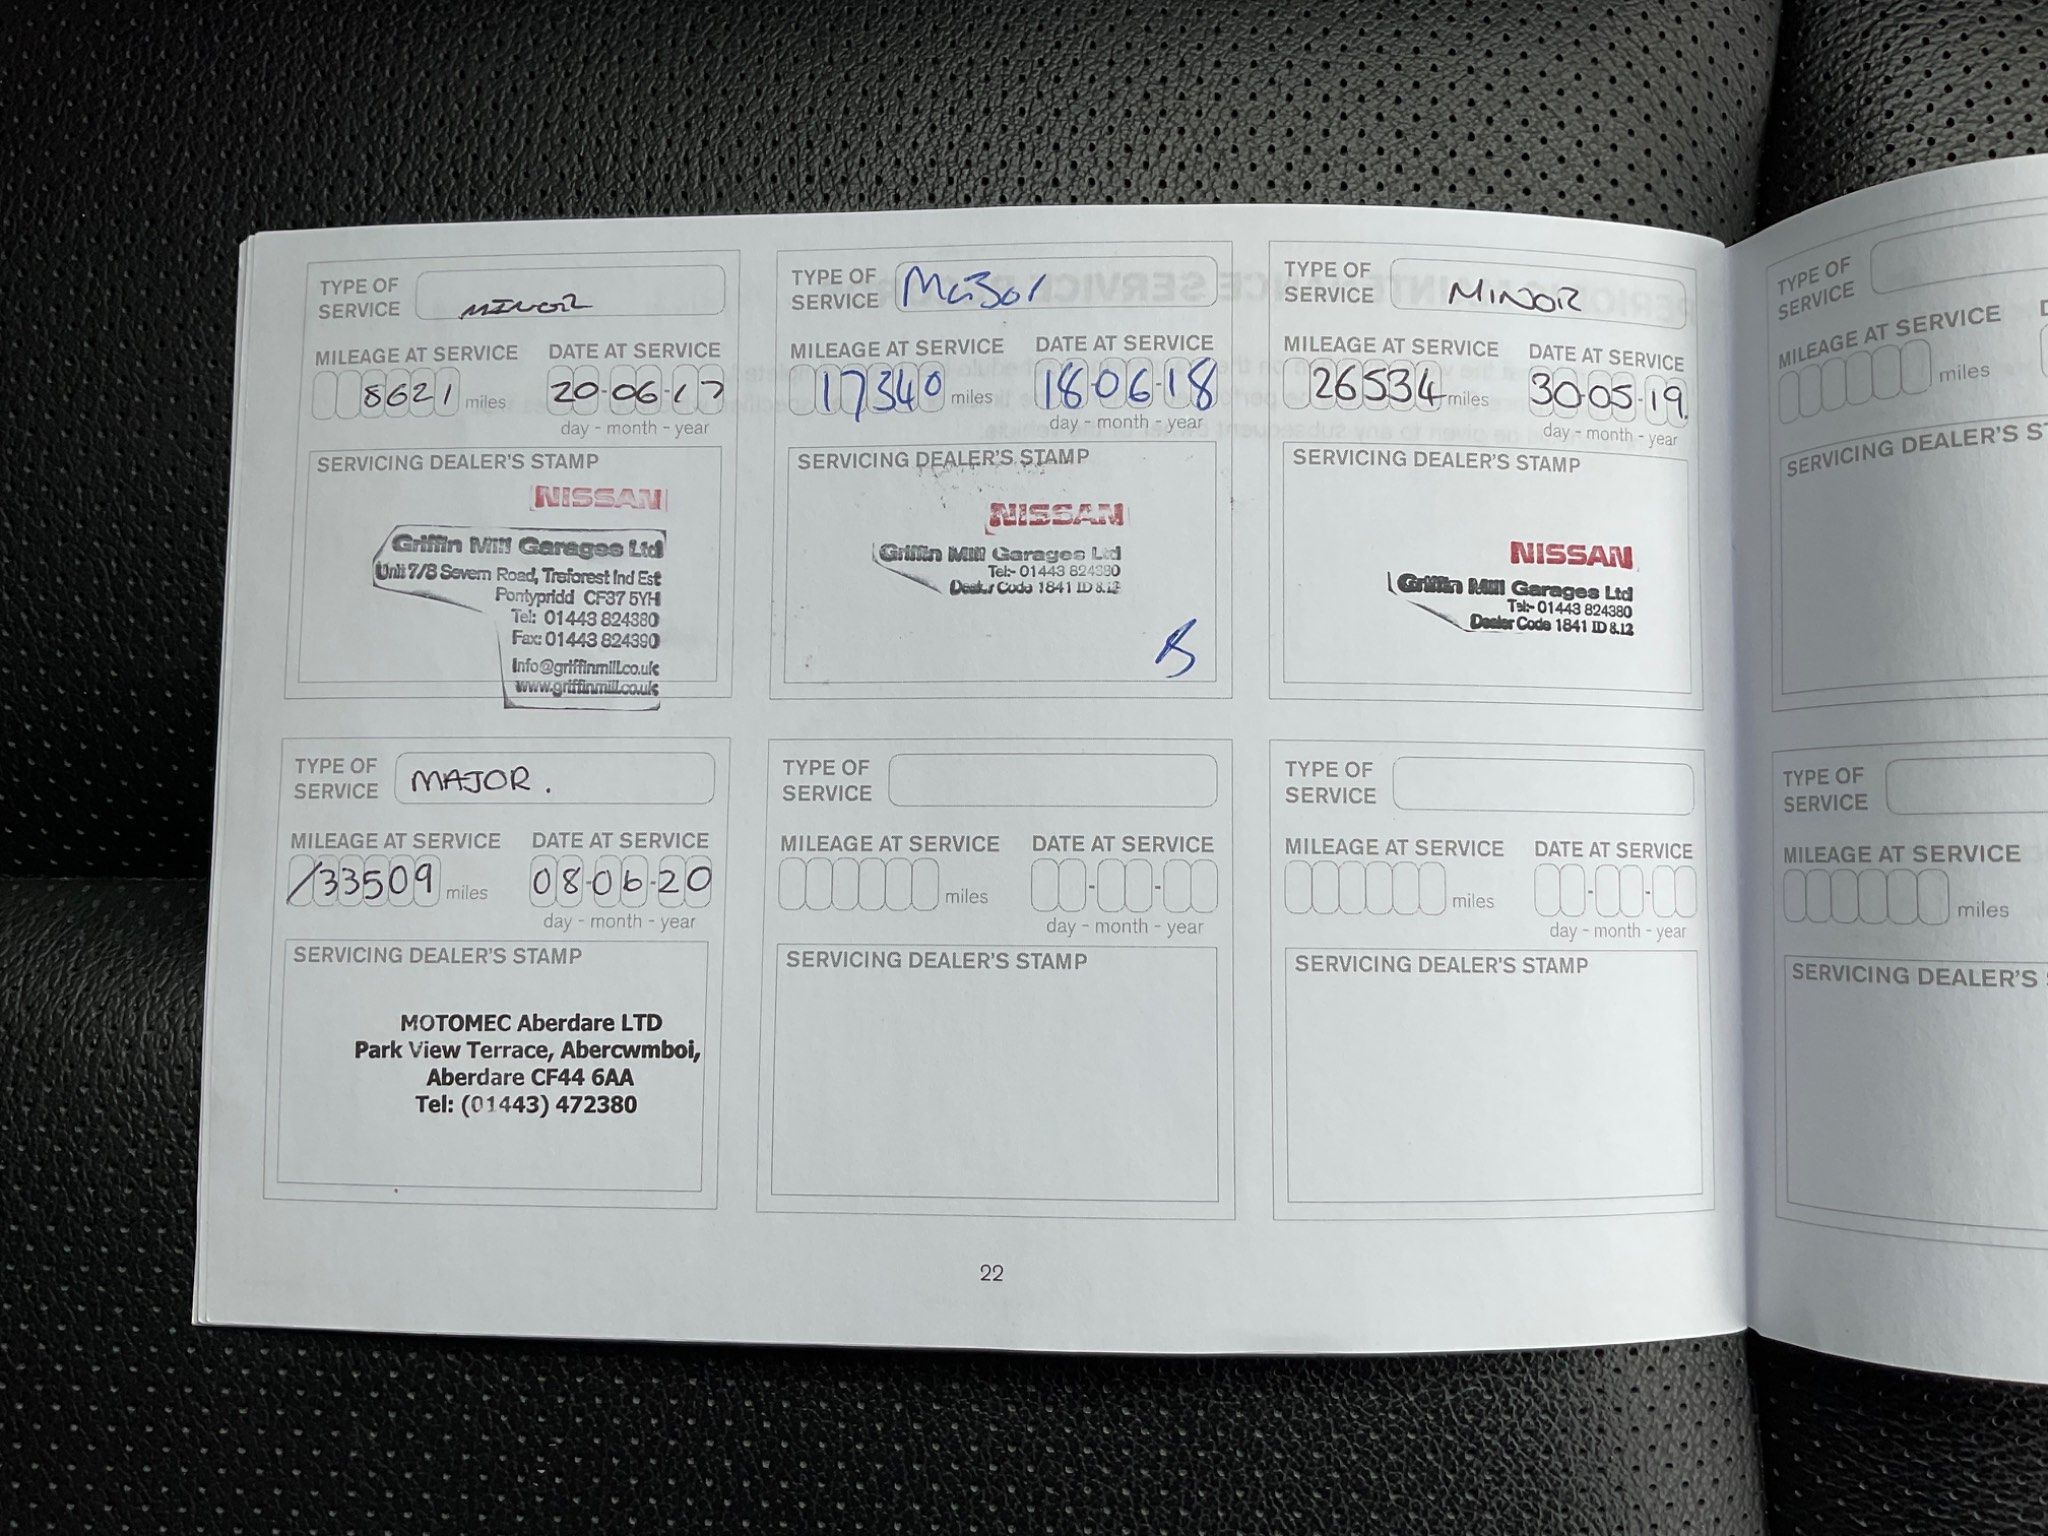 TYPE OF
SERVICE
MINOR
MILEAGE AT SERVICE DATE AT SERVICE
8621 miles 20-06-17
day - month - year
SERVICING DEALER'S STAMP
NISSAN
Griffin Mill Garages Ltd
Unit 7/8 Severn Road, Treforest Ind Est
Pontypridd CF37 5YH
Tel: 01443 824380
Fax: 01443 824390
Info@griffinmill.co.uk
www.griffinmill.co.uk
TYPE OF
SERVICE
Major
MILEAGE AT SERVICE DATE AT SERVICE
17340 miles 18-06-18
day - month - year
SERVICING DEALER'S STAMP
NISSAN
Griffin Mill Garages Ltd
Tel:- 01443 824380
Dealer Code 1841 ID 8.12
TYPE OF
SERVICE
MINOR
MILEAGE AT SERVICE DATE AT SERVICE
26534 miles 30-05-19.
day - month - year
SERVICING DEALER'S STAMP
NISSAN
Griffin Mill Garages Ltd
Tel:- 01443 824380
Dealer Code 1841 ID 8.12
TYPE OF
SERVICE
MAJOR.
MILEAGE AT SERVICE DATE AT SERVICE
/33509 miles 08-06-20
day - month - year
SERVICING DEALER'S STAMP
MOTOMEC Aberdare LTD
Park View Terrace, Abercwmboi,
Aberdare CF44 6AA
Tel: (01443) 472380
TYPE OF
SERVICE
MILEAGE AT SERVICE DATE AT SERVICE
miles - -
day - month - year
SERVICING DEALER'S STAMP
TYPE OF
SERVICE
MILEAGE AT SERVICE DATE AT SERVICE
miles - -
day - month - year
SERVICING DEALER'S STAMP
22
TYPE OF
SERVICE
MILEAGE AT SERVICE
miles
SERVICING DEALER'S
TYPE OF
SERVICE
MILEAGE AT SERVICE
miles
SERVICING DEALER'S